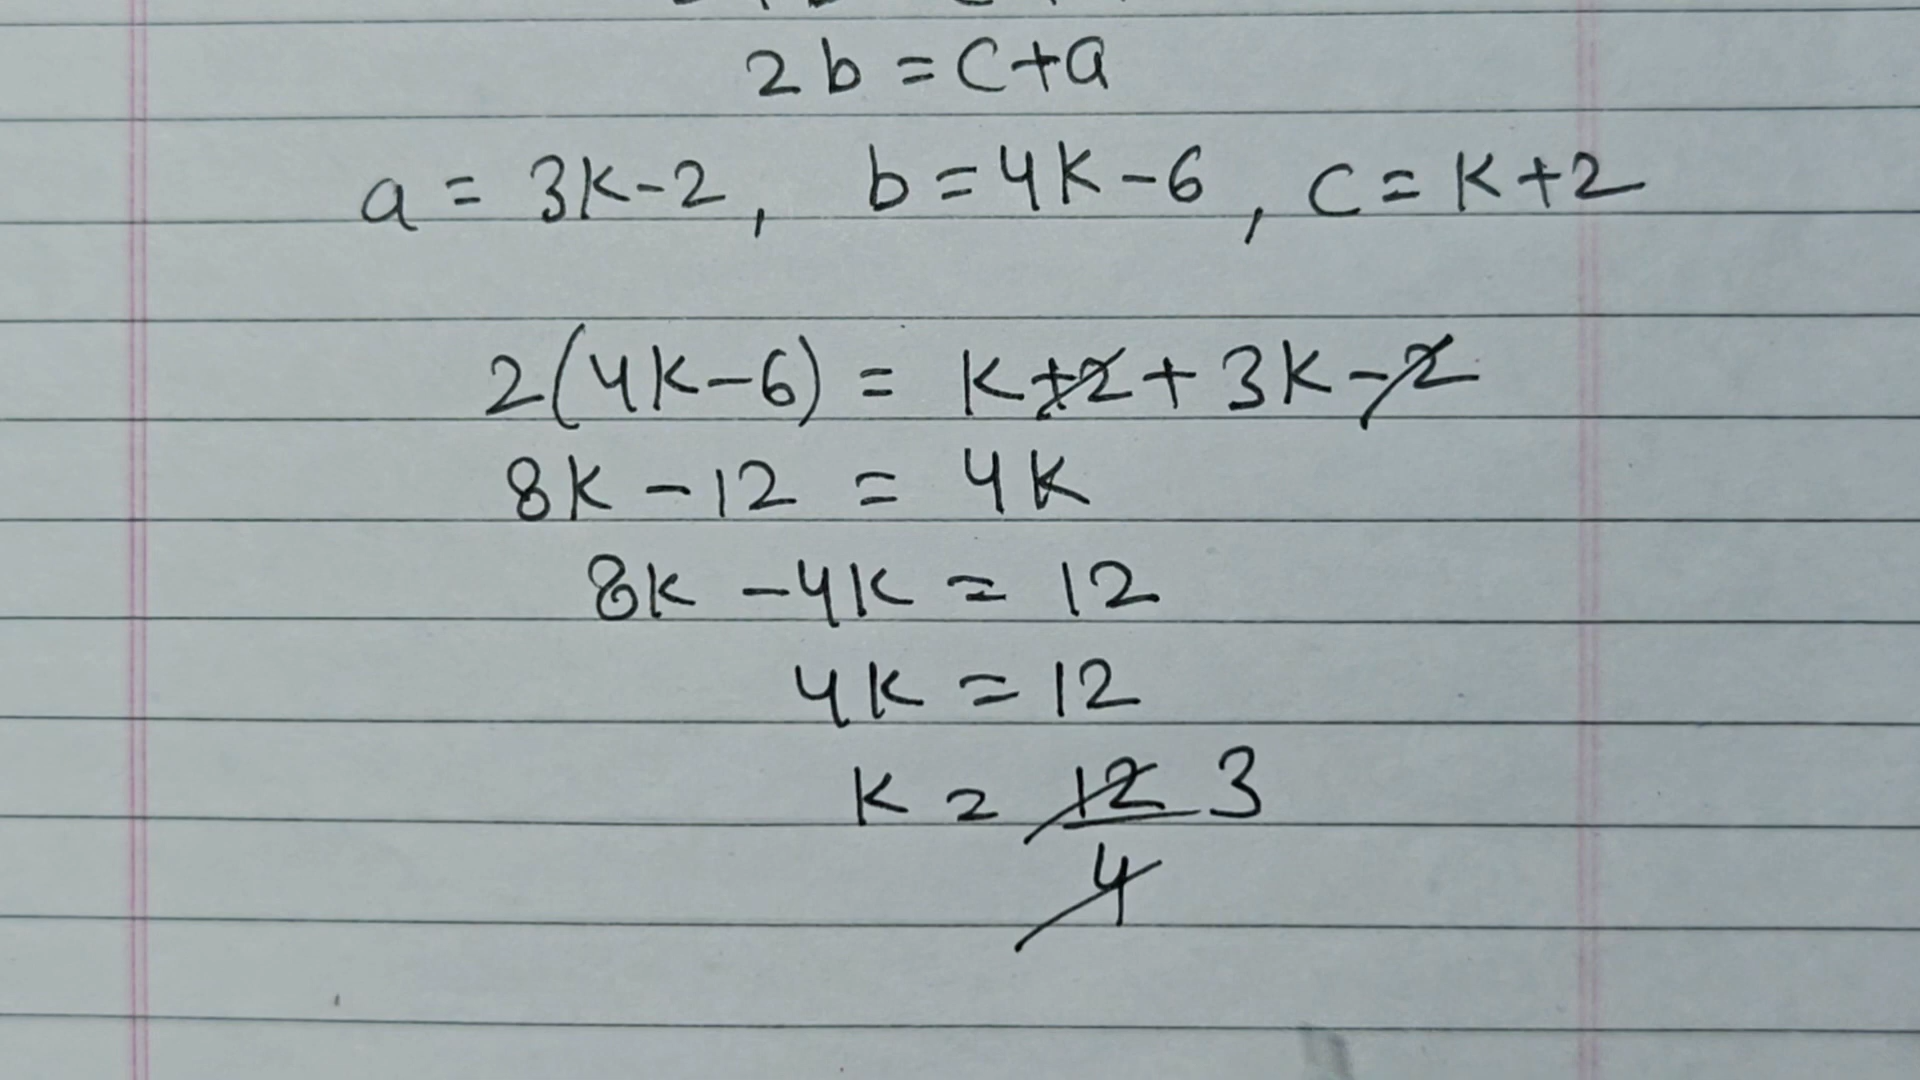 2b = c+a
a = 3k-2, b = 4k-6, c = k+2
2(4k-6) = k+2+3k-2
8k - 12 = 4k
8k - 4k = 12
4k = 12
k = 12/4 3